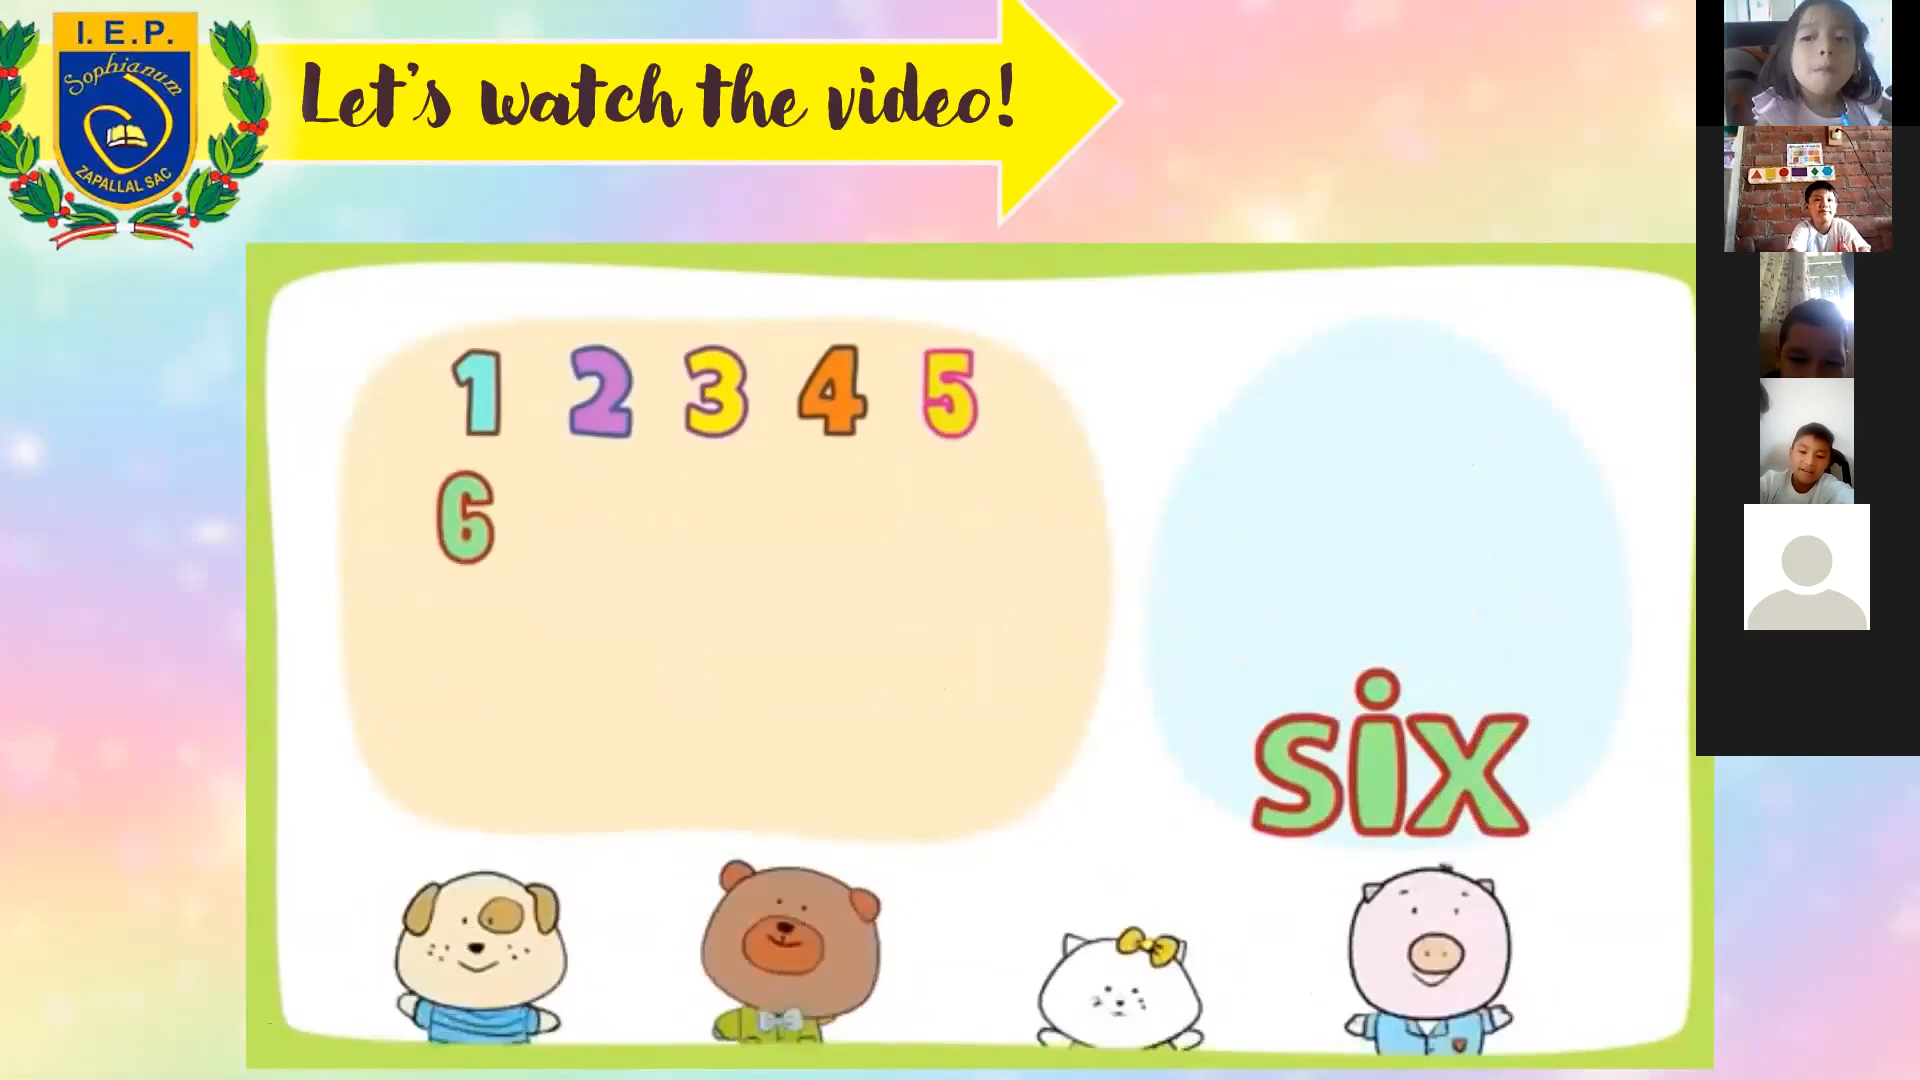 I. E. P.
Sophianum
ZAPALLAL SAC
Let's watch the video!
1 2 3 4 5
6
six